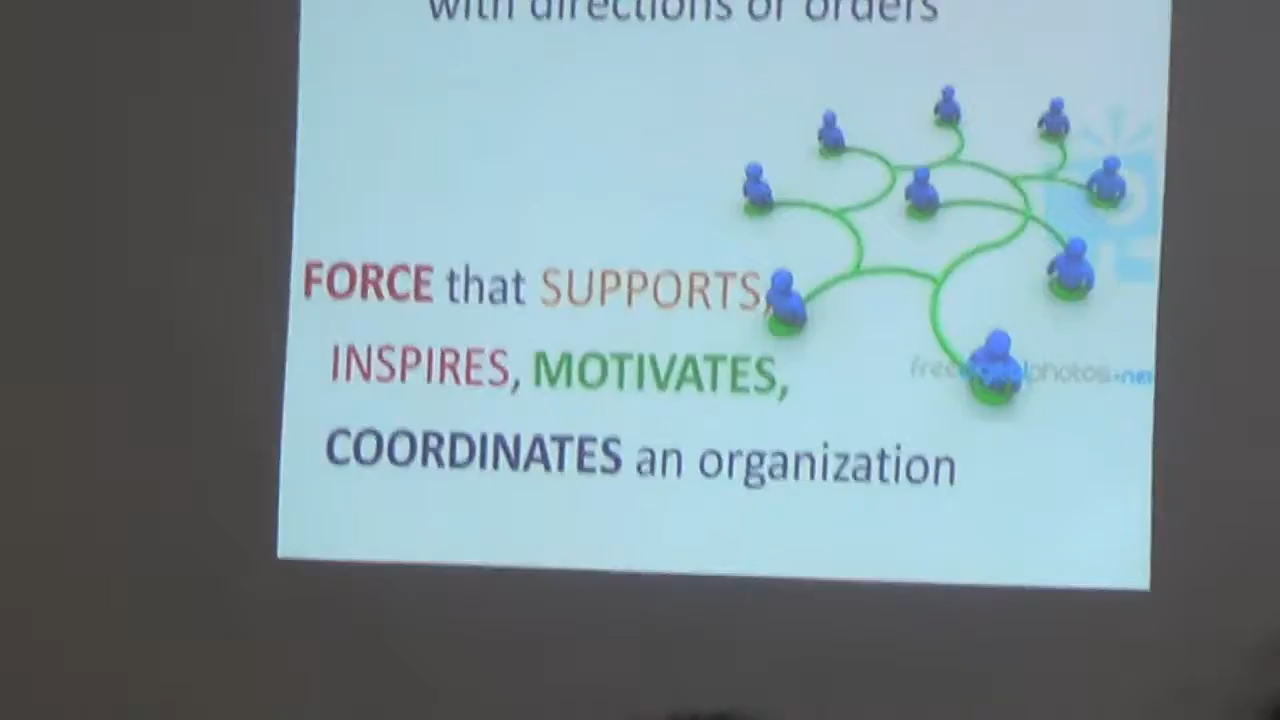 with directions or orders
FORCE that SUPPORTS,
INSPIRES, MOTIVATES,
COORDINATES an organization